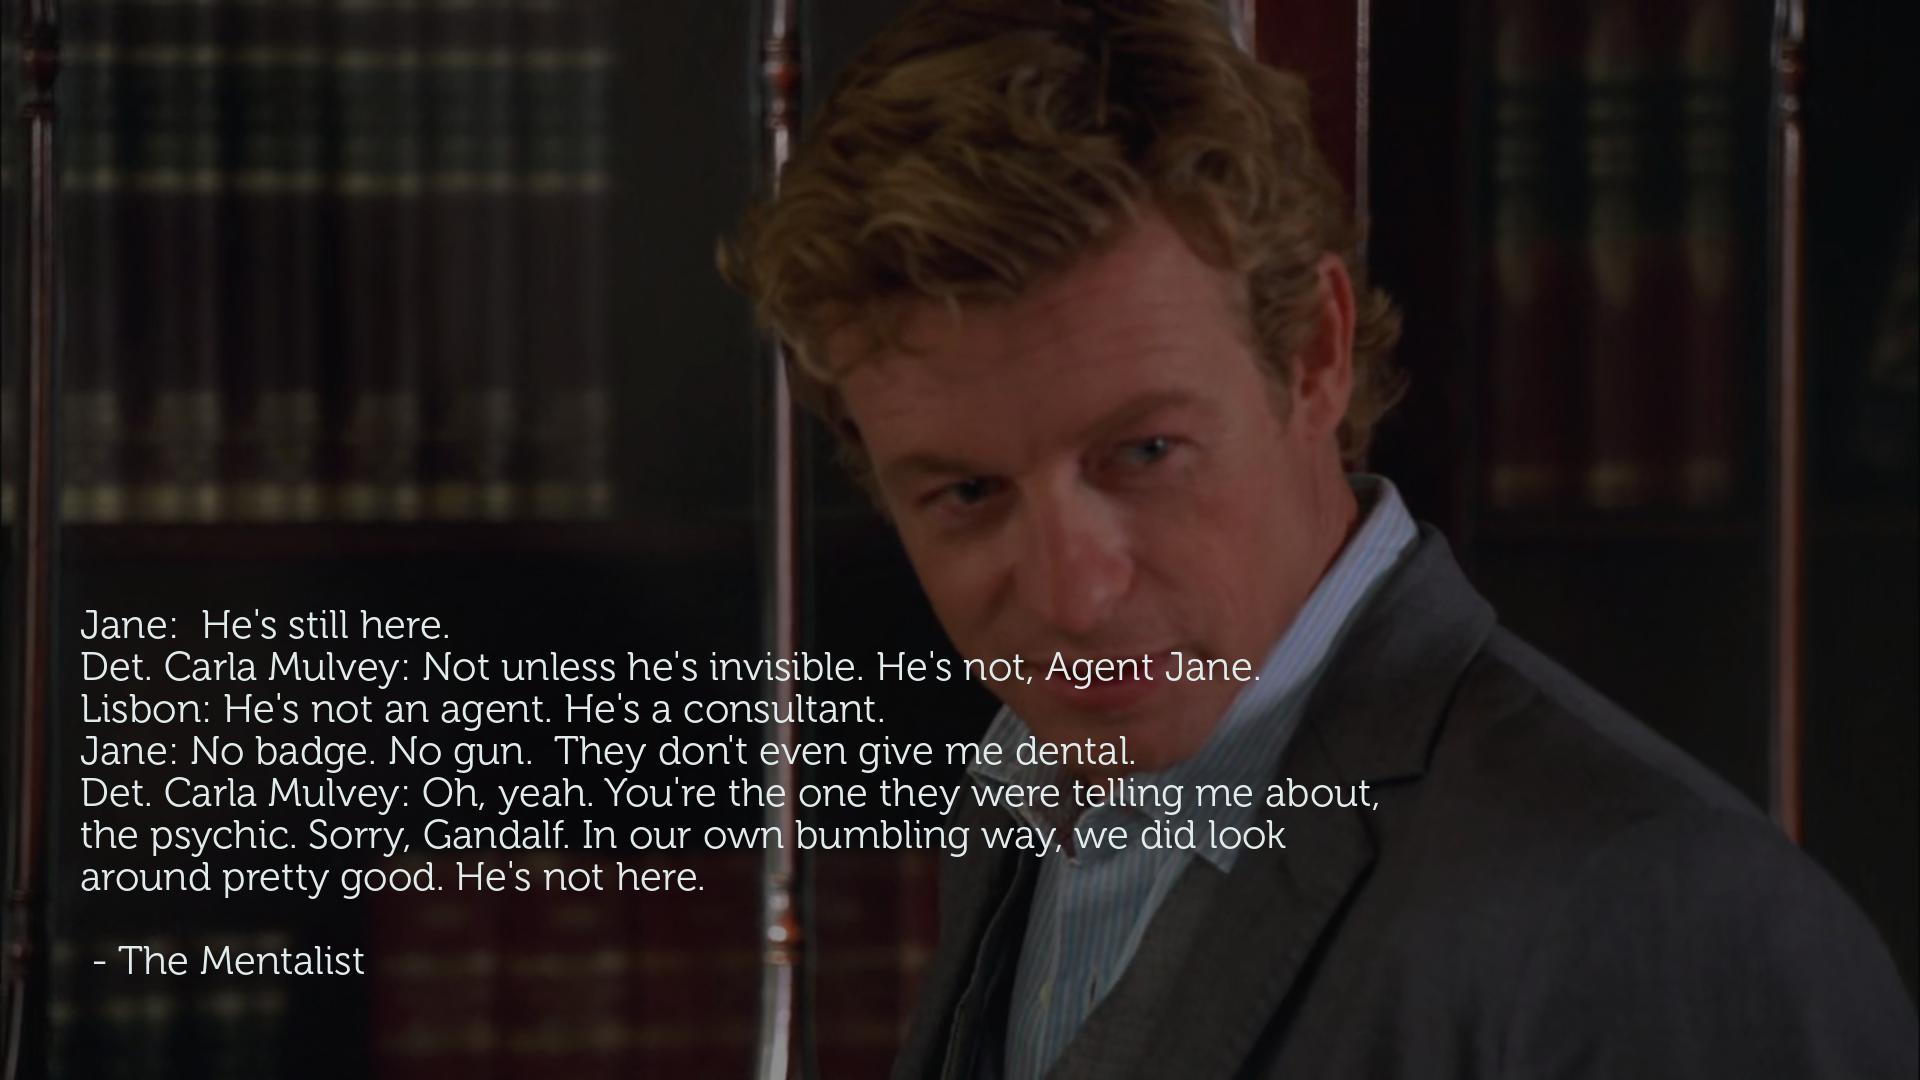 Jane:  He's still here.
Det. Carla Mulvey: Not unless he's invisible. He's not, Agent Jane.
Lisbon: He's not an agent. He's a consultant.
Jane: No badge. No gun.  They don't even give me dental.
Det. Carla Mulvey: Oh, yeah. You're the one they were telling me about,
the psychic. Sorry, Gandalf. In our own bumbling way, we did look
around pretty good. He's not here.
- The Mentalist